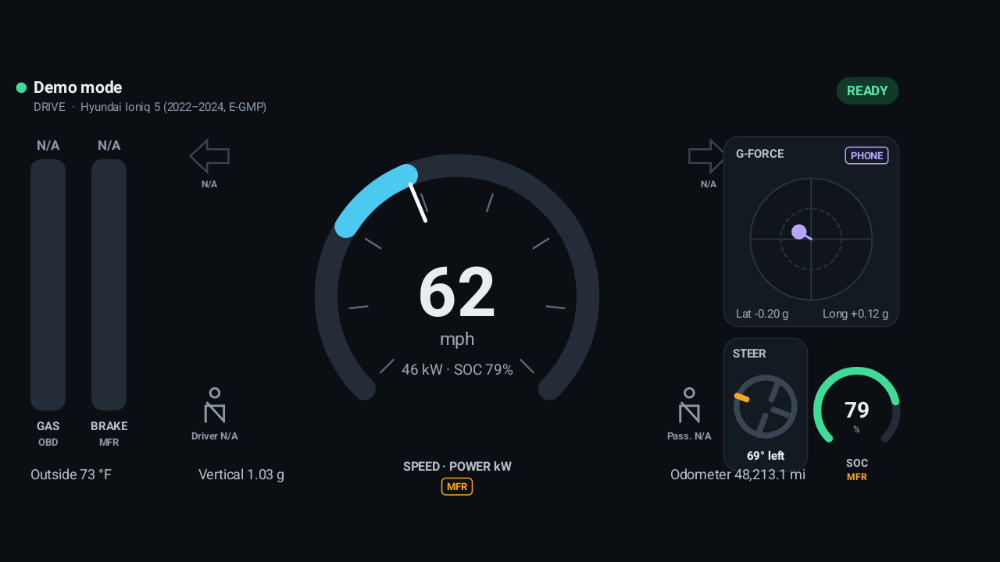 Demo mode
DRIVE · Hyundai Ioniq 5 (2022–2024, E-GMP)
READY
N/A
N/A
N/A
N/A
G-FORCE
PHONE
62
mph
46 kW · SOC 79%
Lat -0.20 g
Long +0.12 g
STEER
79
%
GAS
OBD
BRAKE
MFR
Driver N/A
Pass. N/A
69° left
SOC
MFR
Outside 73 °F
Vertical 1.03 g
SPEED · POWER kW
MFR
Odometer 48,213.1 mi